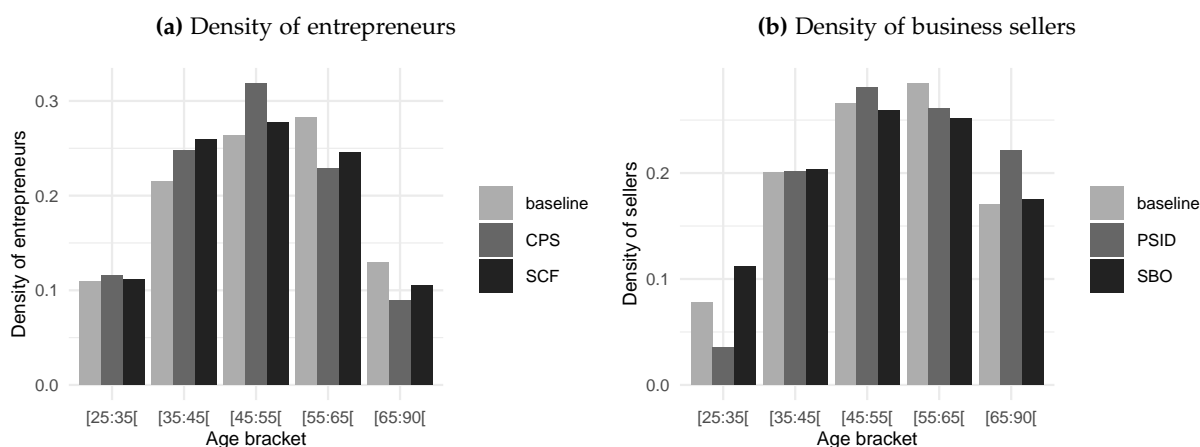 (a) Density of entrepreneurs
Density of entrepreneurs
0.3
0.2
0.1
0.0
[25:35[ [35:45[ [45:55[ [55:65[ [65:90[
Age bracket
baseline
CPS
SCF
(b) Density of business sellers
Density of sellers
0.2
0.1
0.0
[25:35[ [35:45[ [45:55[ [55:65[ [65:90[
Age bracket
baseline
PSID
SBO